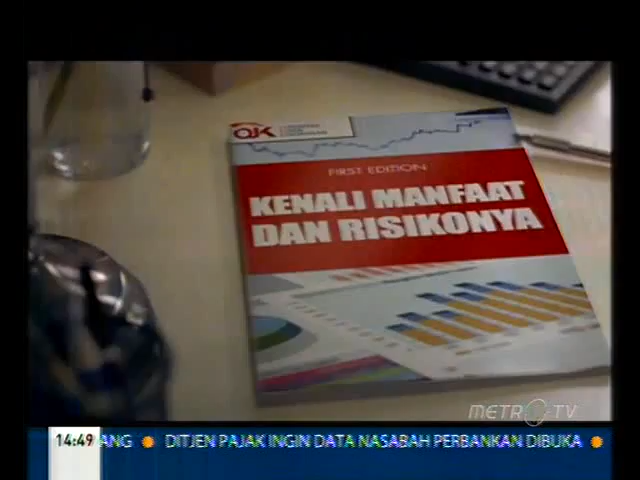 OJK
FIRST EDITION
KENALI MANFAAT
DAN RISIKONYA
METRO TV
14:49 ANG DITJEN PAJAK INGIN DATA NASABAH PERBANKAN DIBUKA